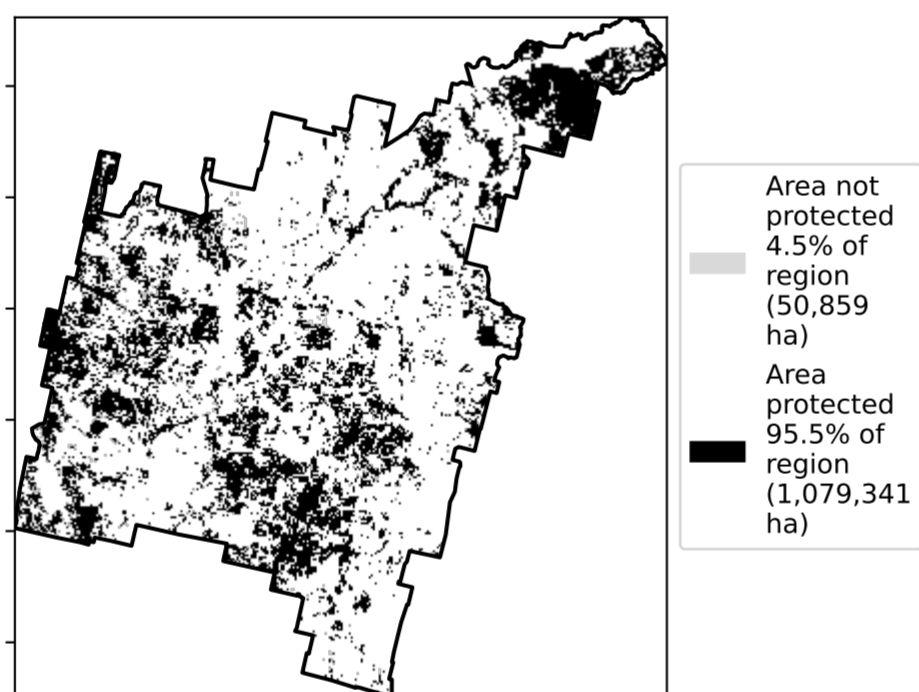 Area not
protected
4.5% of
region
(50,859
ha)
Area
protected
95.5% of
region
(1,079,341
ha)